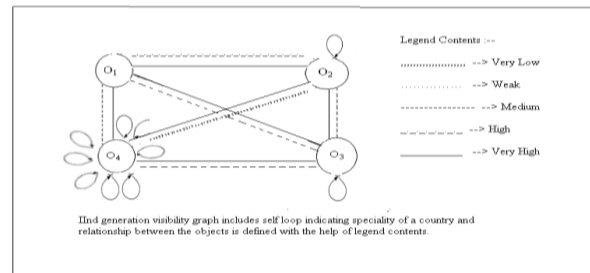 Legend Contents :--
O1
O2
--> Very Low
--> Weak
--> Medium
--> High
O4
O3
--> Very High
IInd generation visibility graph includes self loop indicating speciality of a country and
relationship between the objects is defined with the help of legend contents.